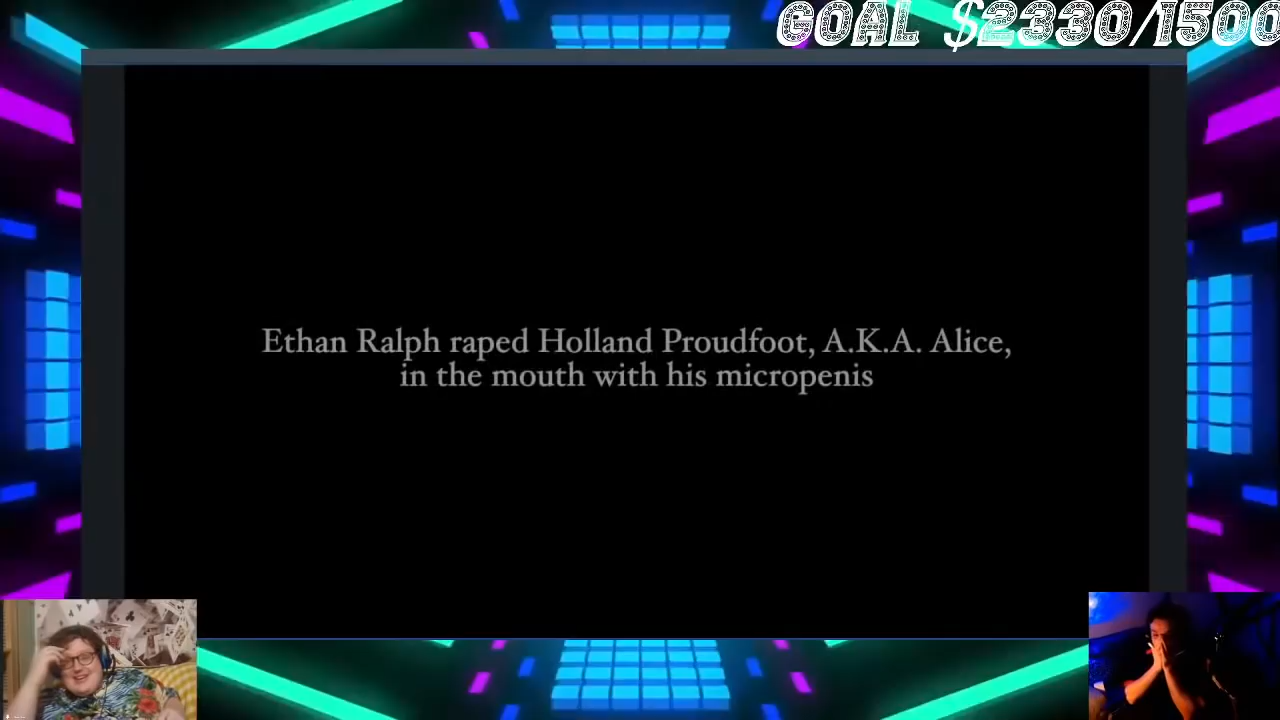 GOAL $2330/1500
Ethan Ralph raped Holland Proudfoot, A.K.A. Alice,
in the mouth with his micropenis